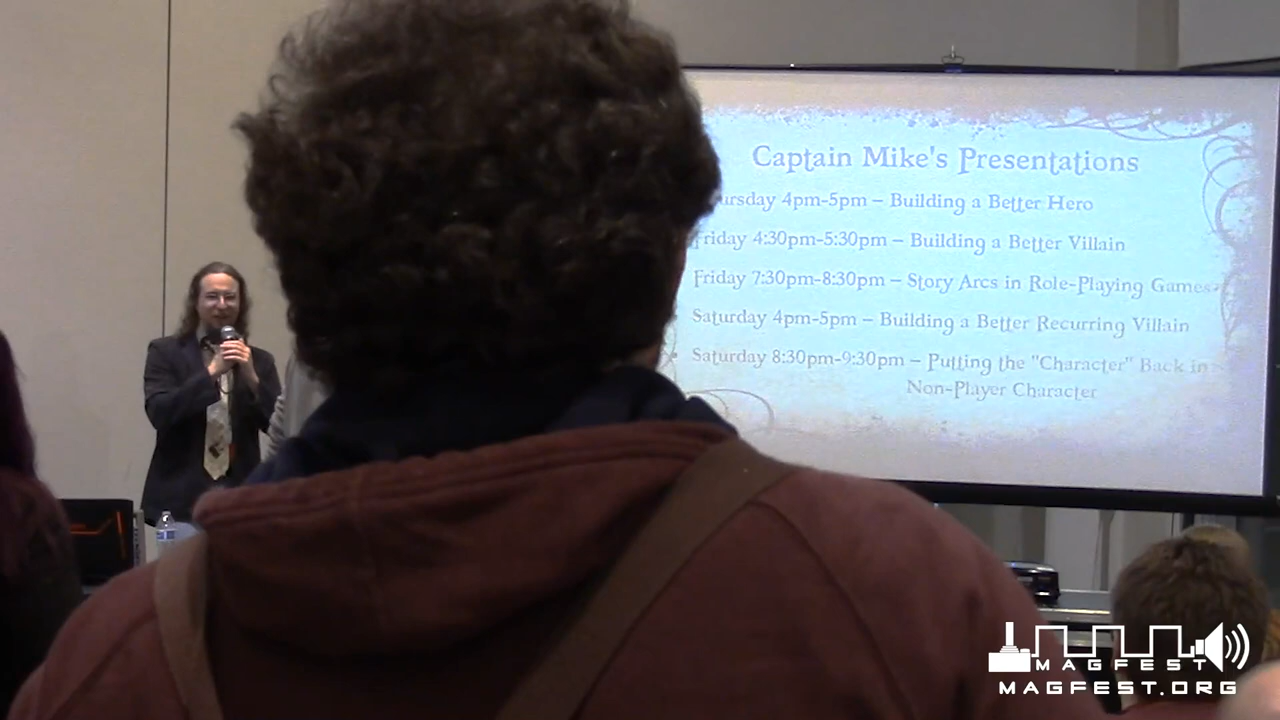 Captain Mike's Presentations
ursday 4pm-5pm – Building a Better Hero
Friday 4:30pm-5:30pm – Building a Better Villain
Friday 7:30pm-8:30pm – Story Arcs in Role-Playing Games
Saturday 4pm-5pm – Building a Better Recurring Villain
Saturday 8:30pm-9:30pm – Putting the "Character" Back in
Non-Player Character
MAGFEST
MAGFEST.ORG